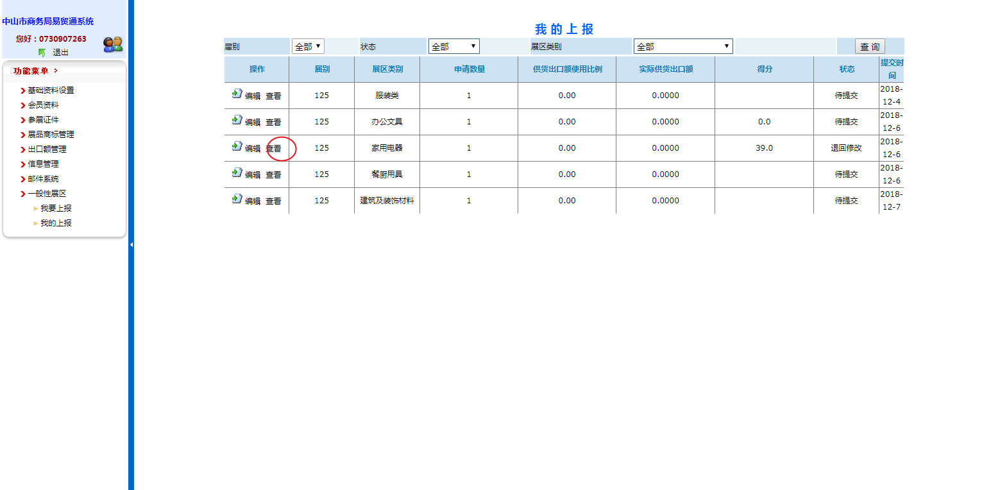 中山市商务局易贸通系统
您好：0730907263
退出
功能菜单
基础资料设置
会员资料
参展证件
展品商标管理
出口额管理
信息管理
邮件系统
一般性展区
我要上报
我的上报
我 的 上 报
届别 全部 状态 全部 展区类别 全部 查 询
操作 届别 展区类别 申请数量 供货出口额使用比例 实际供货出口额 得分 状态 提交时间
编辑 查看 125 服装类 1 0.00 0.0000 待提交 2018-12-4
编辑 查看 125 办公文具 1 0.00 0.0000 0.0 待提交 2018-12-6
编辑 查看 125 家用电器 1 0.00 0.0000 39.0 退回修改 2018-12-6
编辑 查看 125 餐厨用具 1 0.00 0.0000 待提交 2018-12-6
编辑 查看 125 建筑及装饰材料 1 0.00 0.0000 待提交 2018-12-7